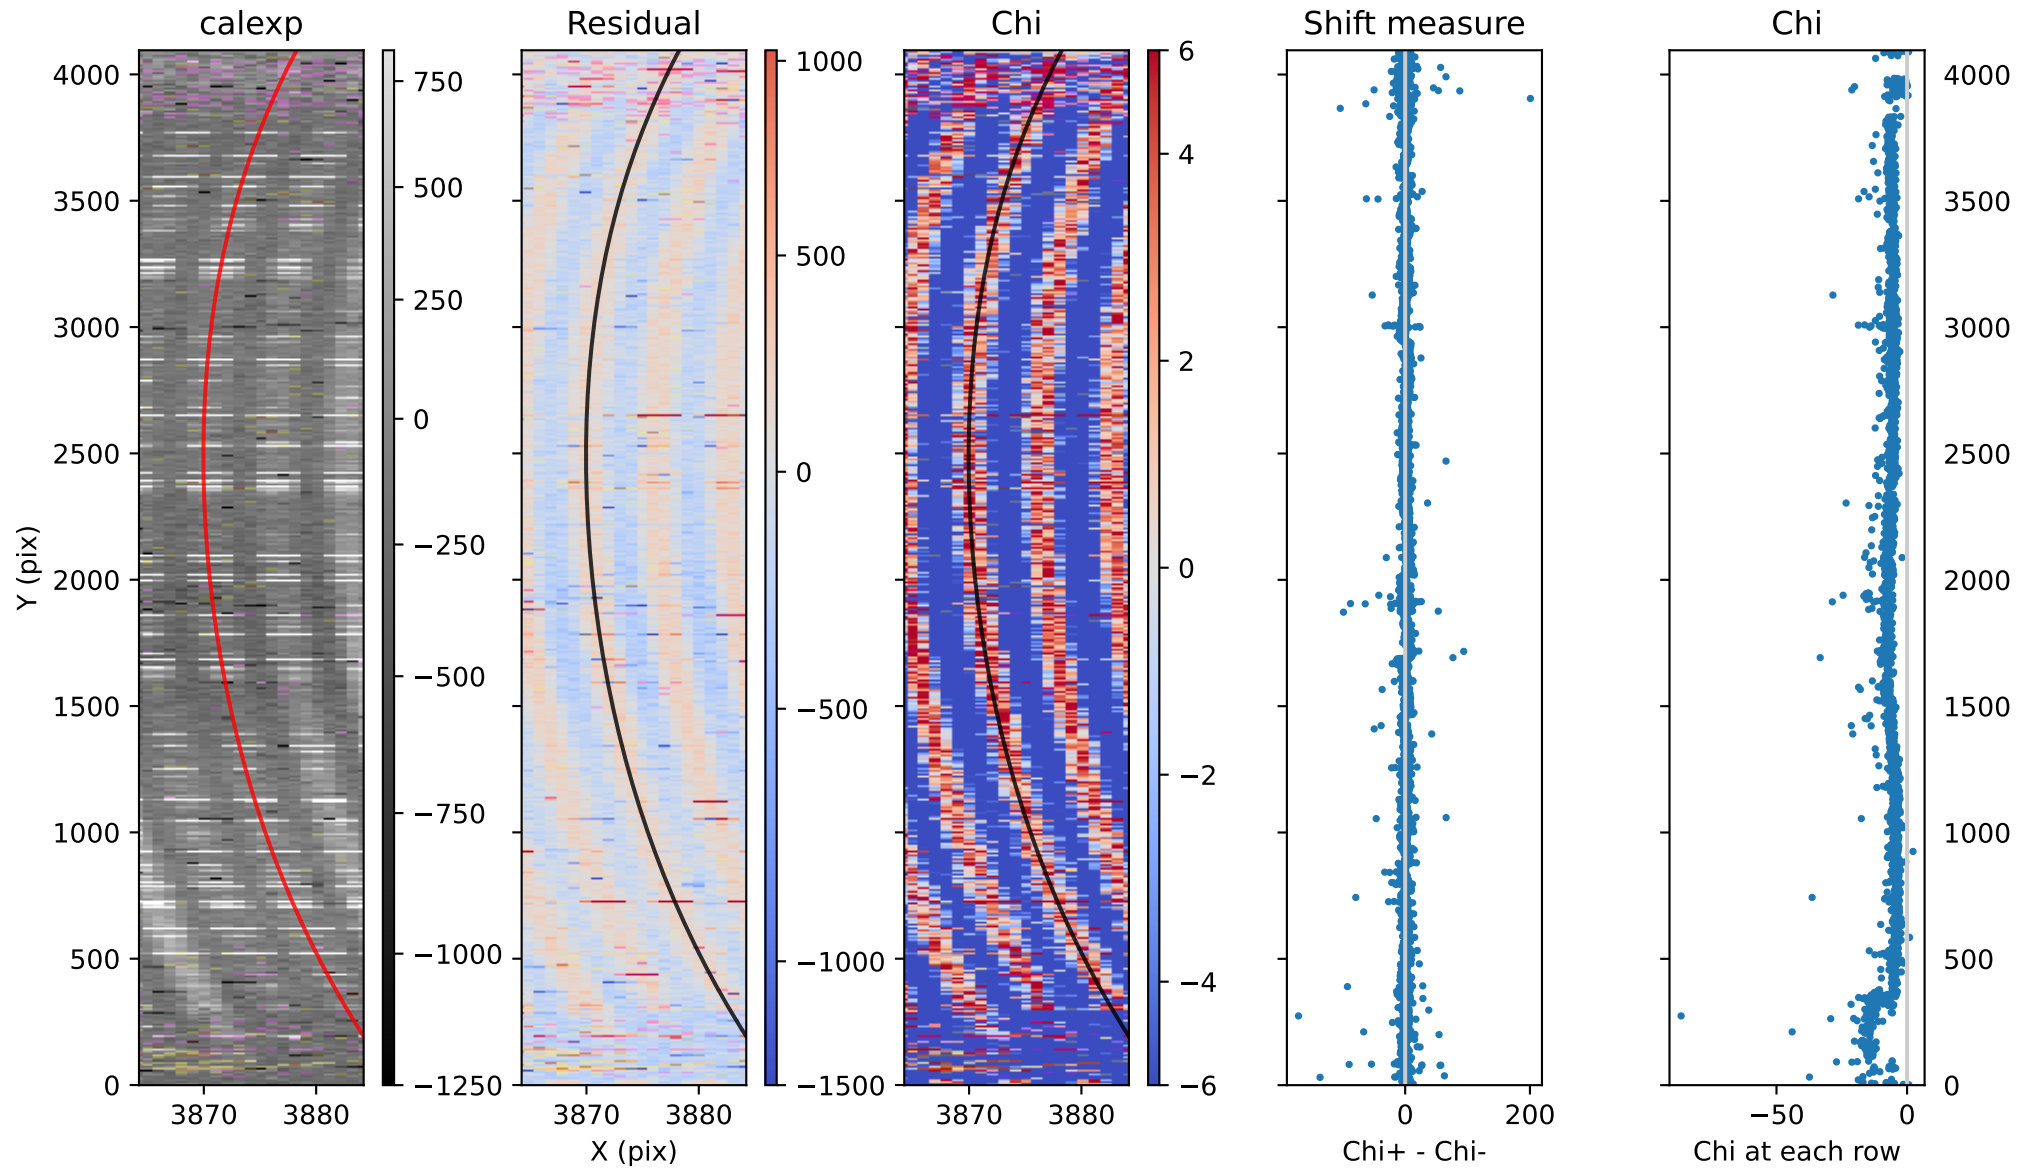 calexp Residual Chi Shift measure Chi
4000 750 1000 6 4000
3500 500 500 4 3500
3000 250 2 3000
2500 0 0 2500
Y (pix)
2000 −250 0 2000
1500 −500 −500 −2 1500
1000 −750 1000
500 −1000 −1000 −4 500
0 −1250 −1500 −6 0
3870 3880 3870 3880 3870 3880 0 200 −50 0
X (pix) Chi+ - Chi- Chi at each row